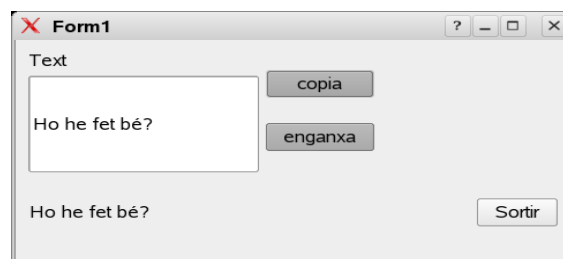 Form1
Text
copia
Ho he fet bé?
enganxa
Ho he fet bé?
Sortir